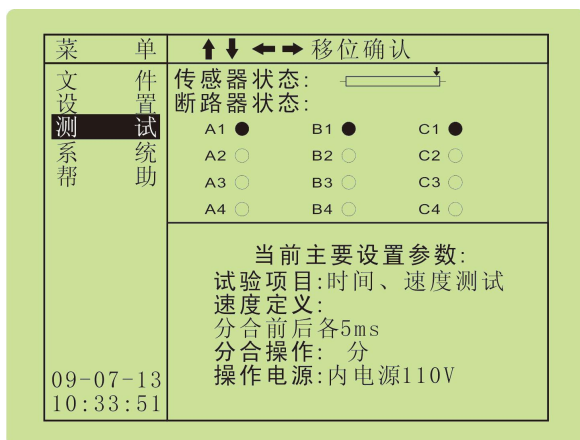 菜 单
↑↓←→移位确认
文 件
设 置
测 试
系 统
帮 助
09-07-13
10:33:51
传感器状态:
断路器状态:
A1 ● B1 ● C1 ●
A2 ○ B2 ○ C2 ○
A3 ○ B3 ○ C3 ○
A4 ○ B4 ○ C4 ○
当前主要设置参数:
试验项目:时间、速度测试
速度定义:
分合前后各5ms
分合操作: 分
操作电源:内电源110V